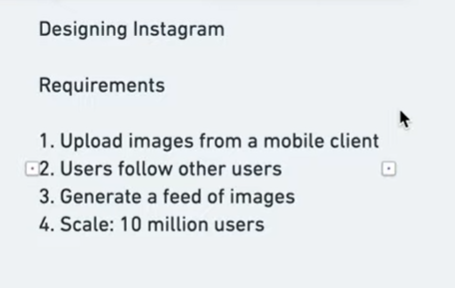 Designing Instagram
Requirements
1. Upload images from a mobile client
2. Users follow other users
3. Generate a feed of images
4. Scale: 10 million users